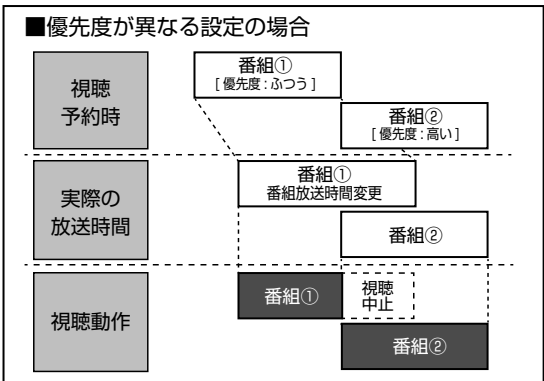 ■優先度が異なる設定の場合
視聴
予約時
番組①
[ 優先度 : ふつう ]
番組②
[ 優先度 : 高い ]
実際の
放送時間
番組①
番組放送時間変更
番組②
視聴動作
番組①
視聴
中止
番組②